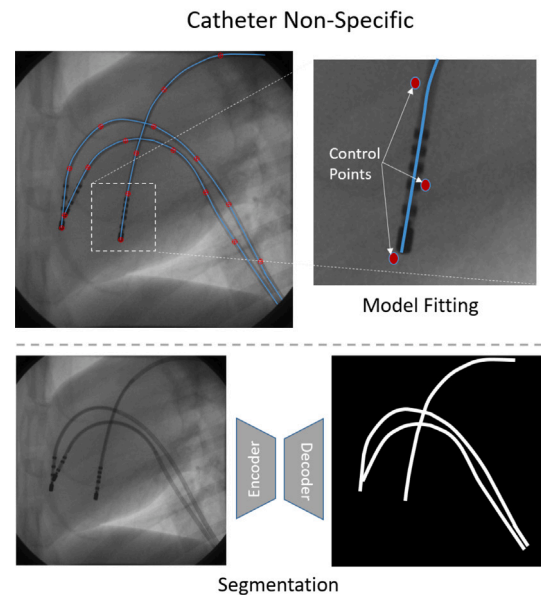 Catheter Non-Specific
Control
Points
Model Fitting
Encoder
Decoder
Segmentation